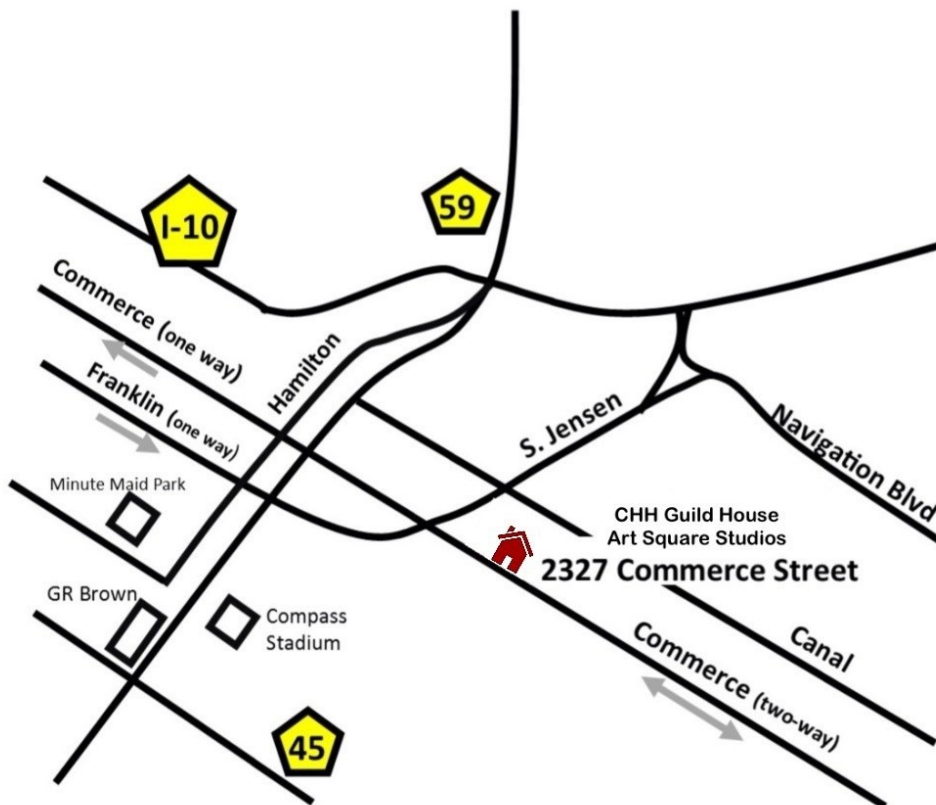 I-10
59
Commerce (one way)
Hamilton
Franklin (one way)
S. Jensen
Navigation Blvd
Minute Maid Park
CHH Guild House
Art Square Studios
2327 Commerce Street
GR Brown
Compass
Stadium
Canal
Commerce (two-way)
45